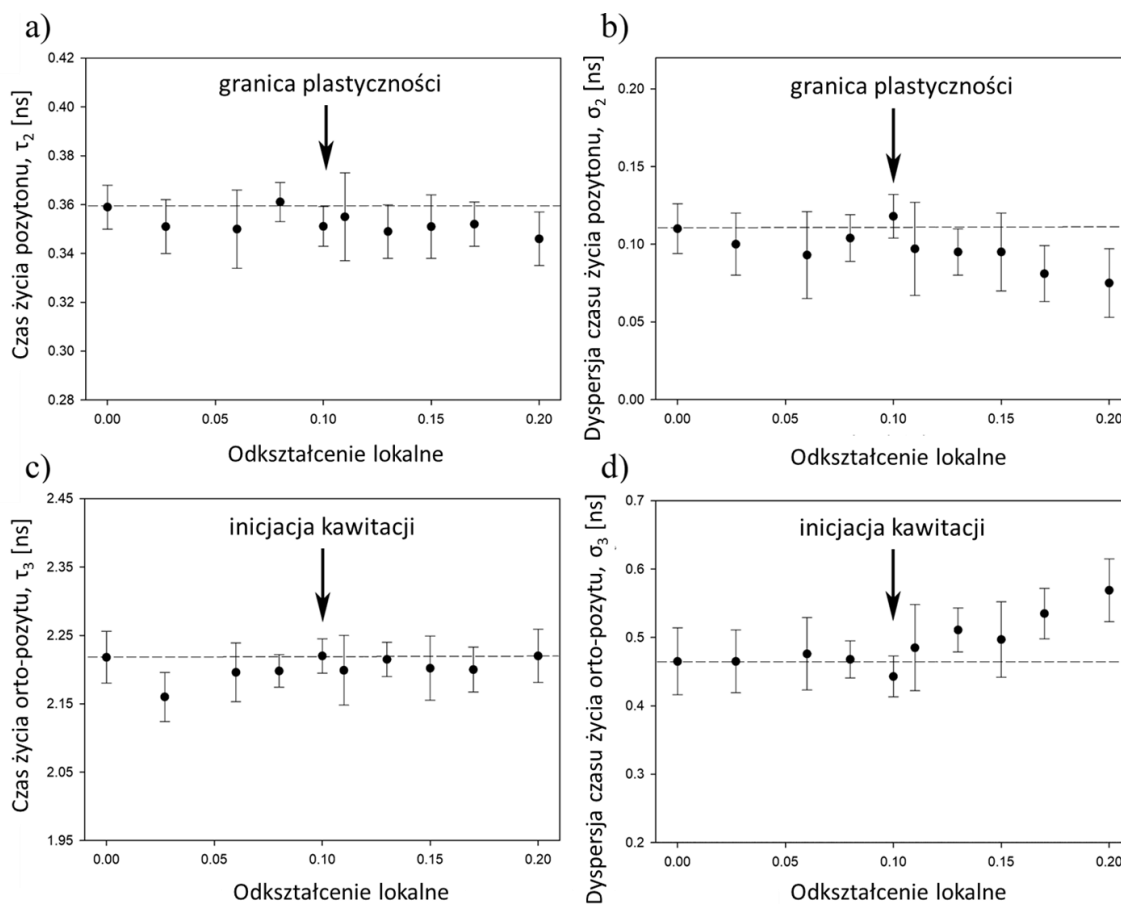 a)
granica plastyczności
Czas życia pozytonu, τ2 [ns]
0.42
0.40
0.38
0.36
0.34
0.32
0.30
0.28
0.00
0.05
0.10
0.15
0.20
Odkształcenie lokalne
b)
granica plastyczności
Dyspersja czasu życia pozytonu, σ2 [ns]
0.20
0.15
0.10
0.05
0.00
0.00
0.05
0.10
0.15
0.20
Odkształcenie lokalne
c)
inicjacja kawitacji
Czas życia orto-pozytu, τ3 [ns]
2.45
2.35
2.25
2.15
2.05
1.95
0.00
0.05
0.10
0.15
0.20
Odkształcenie lokalne
d)
inicjacja kawitacji
Dyspersja czasu życia orto-pozytu, σ3 [ns]
0.7
0.6
0.5
0.4
0.3
0.2
0.00
0.05
0.10
0.15
0.20
Odkształcenie lokalne